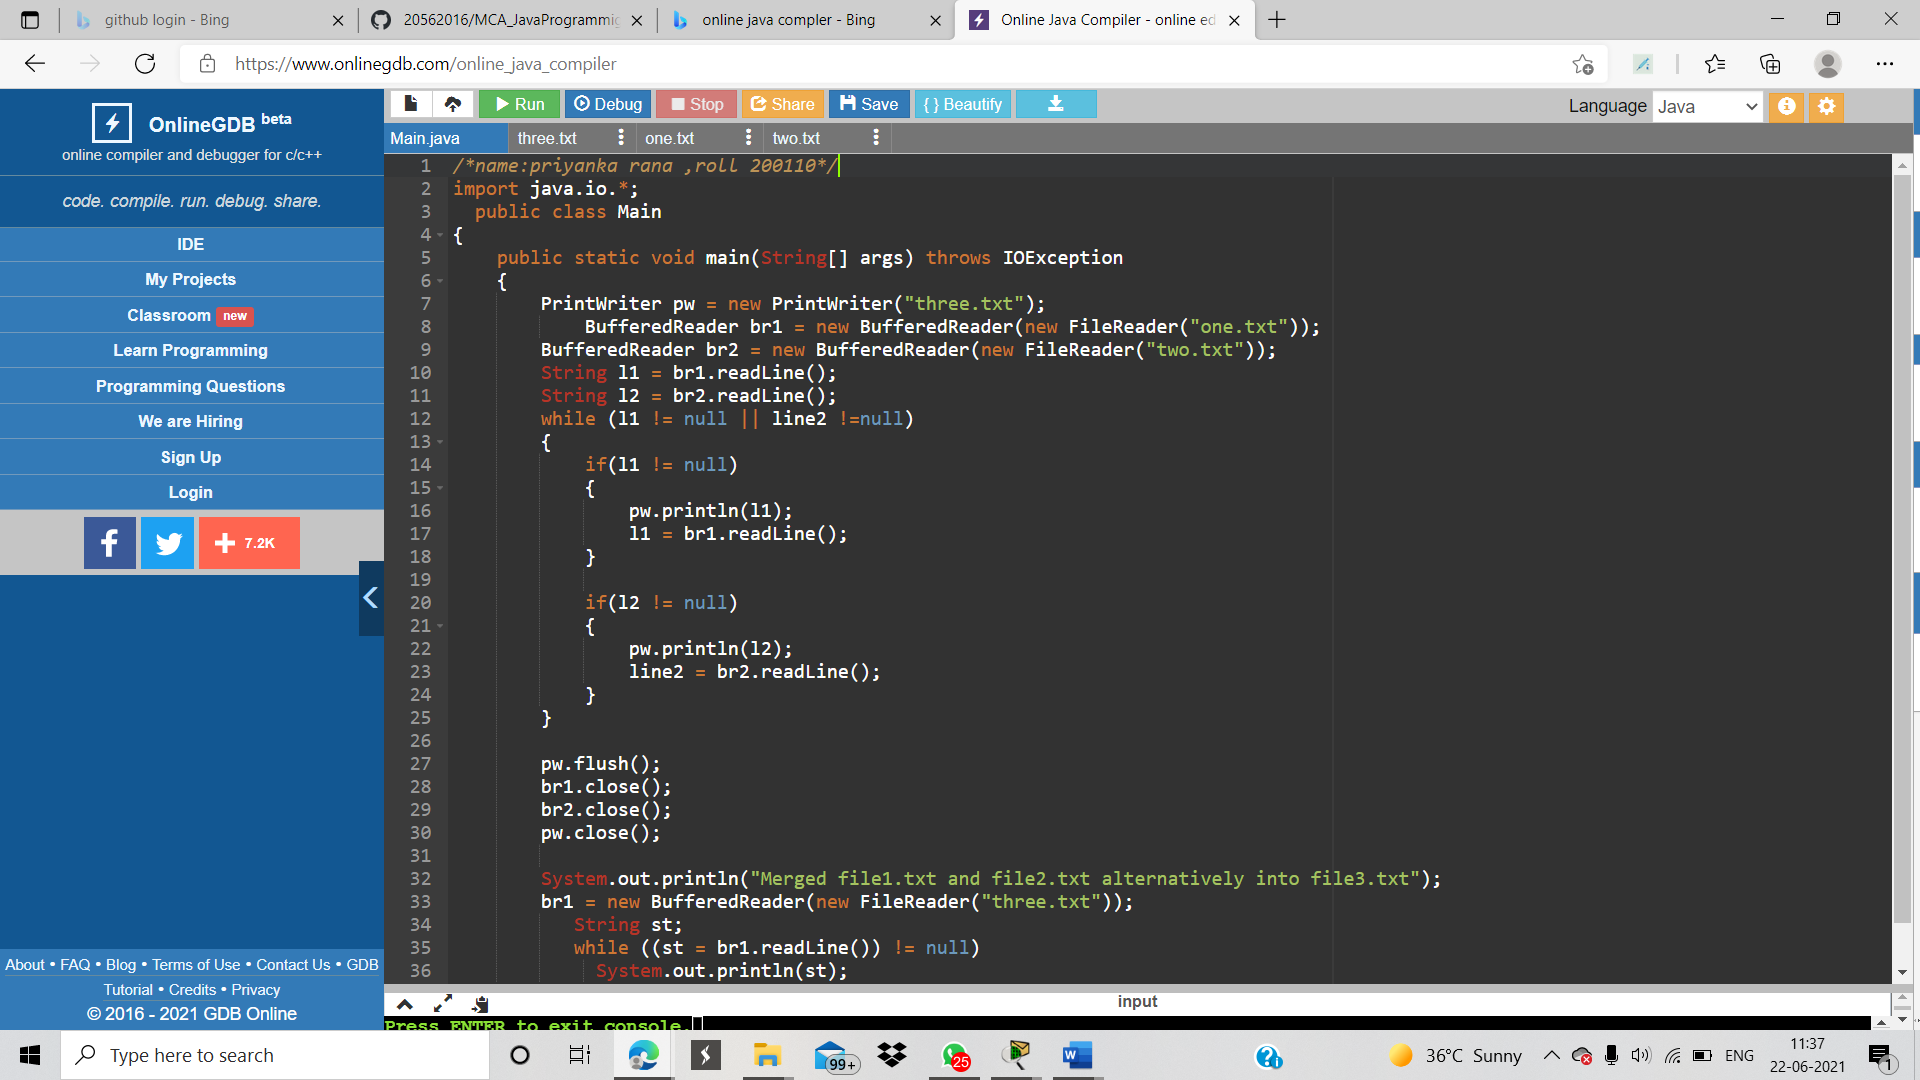 github login - Bing
20562016/MCA_JavaProgrammi
online java compler - Bing
Online Java Compiler - online ed
https://www.onlinegdb.com/online_java_compiler
OnlineGDB beta
online compiler and debugger for c/c++
code. compile. run. debug. share.
IDE
My Projects
Classroom new
Learn Programming
Programming Questions
We are Hiring
Sign Up
Login
7.2K
About • FAQ • Blog • Terms of Use • Contact Us • GDB
Tutorial • Credits • Privacy
© 2016 - 2021 GDB Online
Run Debug Stop Share Save { } Beautify
Language Java
Main.java three.txt one.txt two.txt
1 /*name:priyanka rana ,roll 200110*/
2 import java.io.*;
3 public class Main
4 {
5 public static void main(String[] args) throws IOException
6 {
7 PrintWriter pw = new PrintWriter("three.txt");
8 BufferedReader br1 = new BufferedReader(new FileReader("one.txt"));
9 BufferedReader br2 = new BufferedReader(new FileReader("two.txt"));
10 String l1 = br1.readLine();
11 String l2 = br2.readLine();
12 while (l1 != null || line2 !=null)
13 {
14 if(l1 != null)
15 {
16 pw.println(l1);
17 l1 = br1.readLine();
18 }
19
20 if(l2 != null)
21 {
22 pw.println(l2);
23 line2 = br2.readLine();
24 }
25 }
26
27 pw.flush();
28 br1.close();
29 br2.close();
30 pw.close();
31
32 System.out.println("Merged file1.txt and file2.txt alternatively into file3.txt");
33 br1 = new BufferedReader(new FileReader("three.txt"));
34 String st;
35 while ((st = br1.readLine()) != null)
36 System.out.println(st);
input
Press ENTER to exit console.
Type here to search
99+
25
36°C Sunny
ENG
11:37
22-06-2021
1